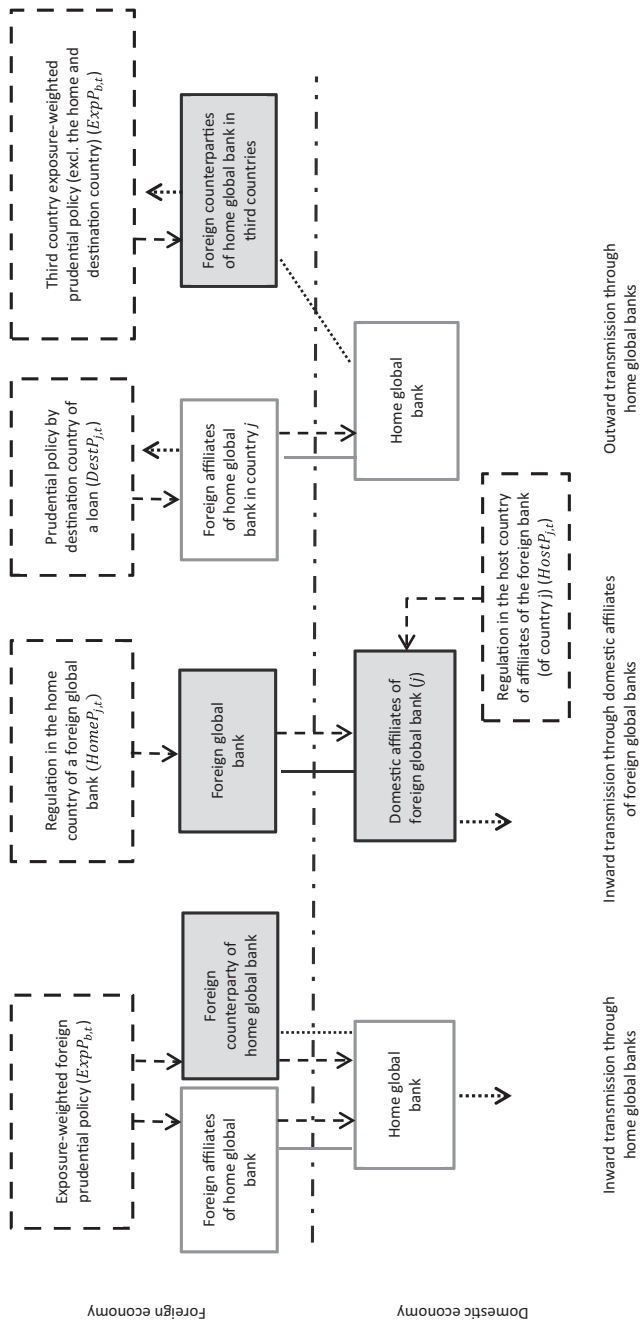 Foreign economy
Domestic economy
Exposure-weighted foreign
prudential policy (ExpP_{b,t})
Foreign affiliates
of home global
bank
Foreign
counterparty of
home global bank
Home global
bank
Inward transmission through
home global banks
Regulation in the home
country of a foreign global
bank (HomeP_{j,t})
Foreign global
bank
Domestic affiliates of
foreign global bank (j)
Regulation in the host country
of affiliates of the foreign bank
(of country j) (HostP_{j,t})
Inward transmission through domestic affiliates
of foreign global banks
Prudential policy by
destination country of
a loan (DestP_{j,t})
Foreign affiliates
of home global
bank in country j
Third country exposure-weighted
prudential policy (excl. the home and
destination country) (ExpP_{b,t})
Foreign counterparties
of home global bank in
third countries
Home global
bank
Outward transmission through
home global banks